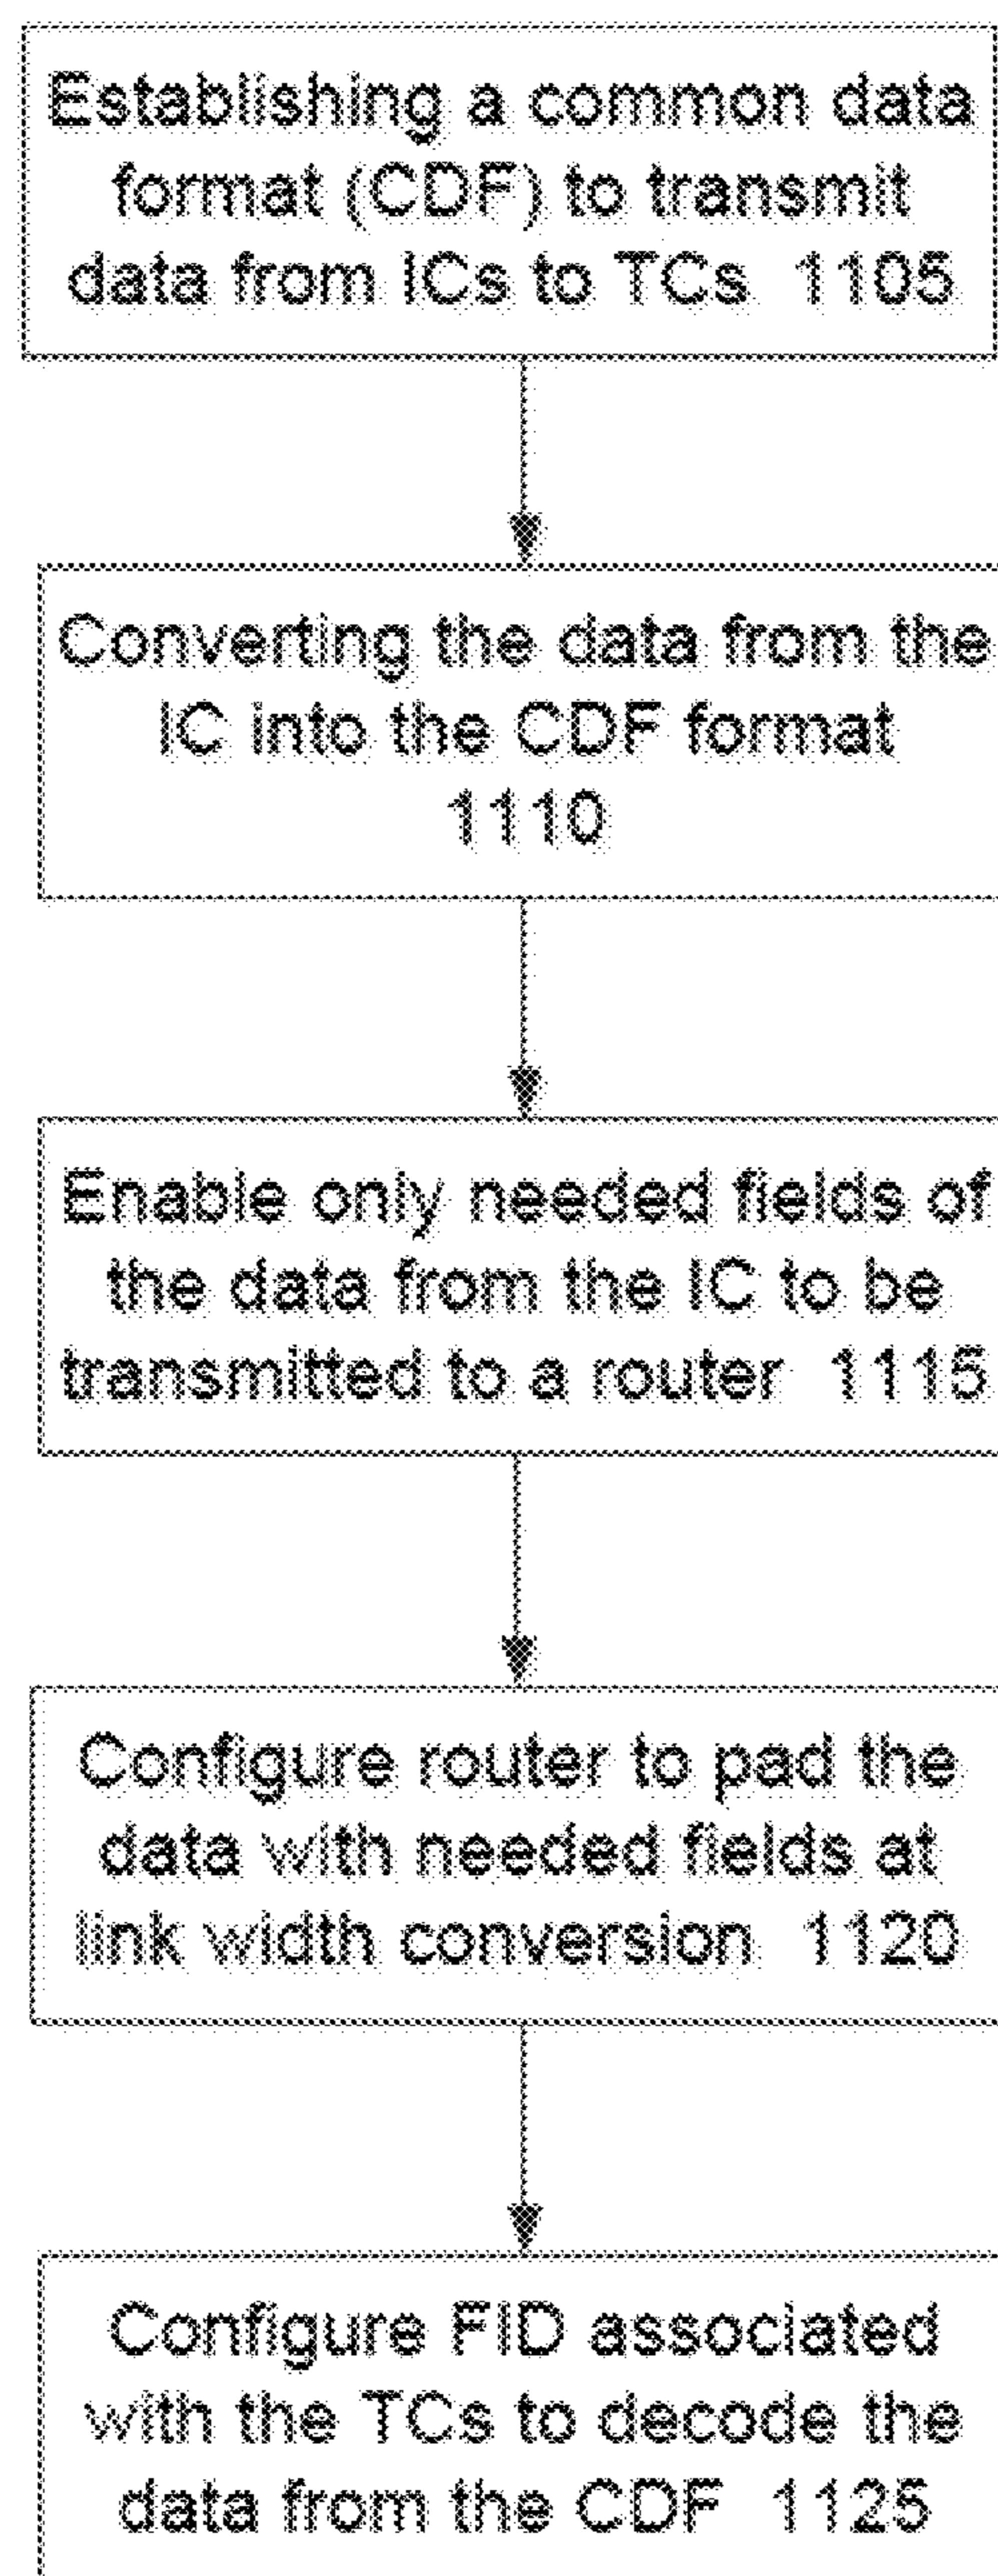 Establishing a common data
format (CDF) to transmit
data from ICs to TCs 1105
Converting the data from the
IC into the CDF format
1110
Enable only needed fields of
the data from the IC to be
transmitted to a router 1115
Configure router to pad the
data with needed fields at
link width conversion 1120
Configure FID associated
with the TCs to decode the
data from the CDF 1125